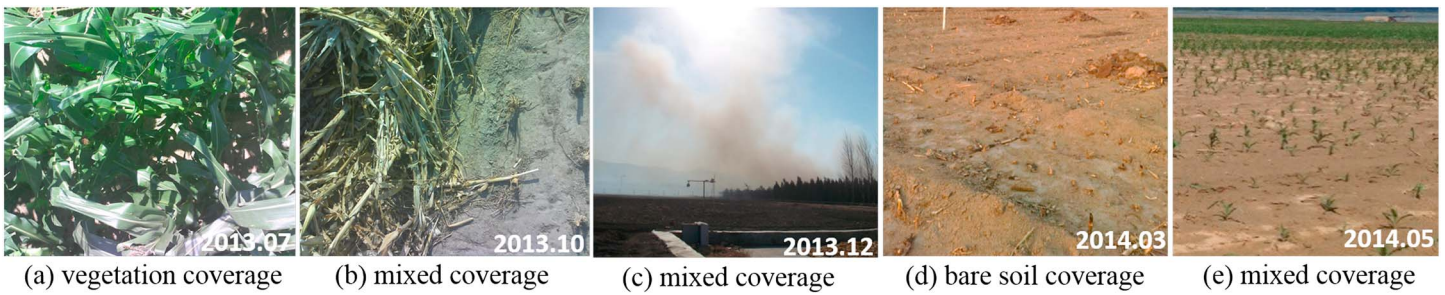 2013.07
2013.10
2013.12
2014.03
2014.05
(a) vegetation coverage
(b) mixed coverage
(c) mixed coverage
(d) bare soil coverage
(e) mixed coverage